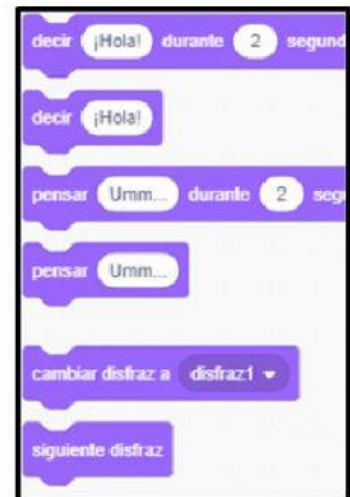 decir ¡Hola! durante 2 segund
decir ¡Hola!
pensar Umm... durante 2 seg
pensar Umm...
cambiar disfraz a disfraz1
siguiente disfraz